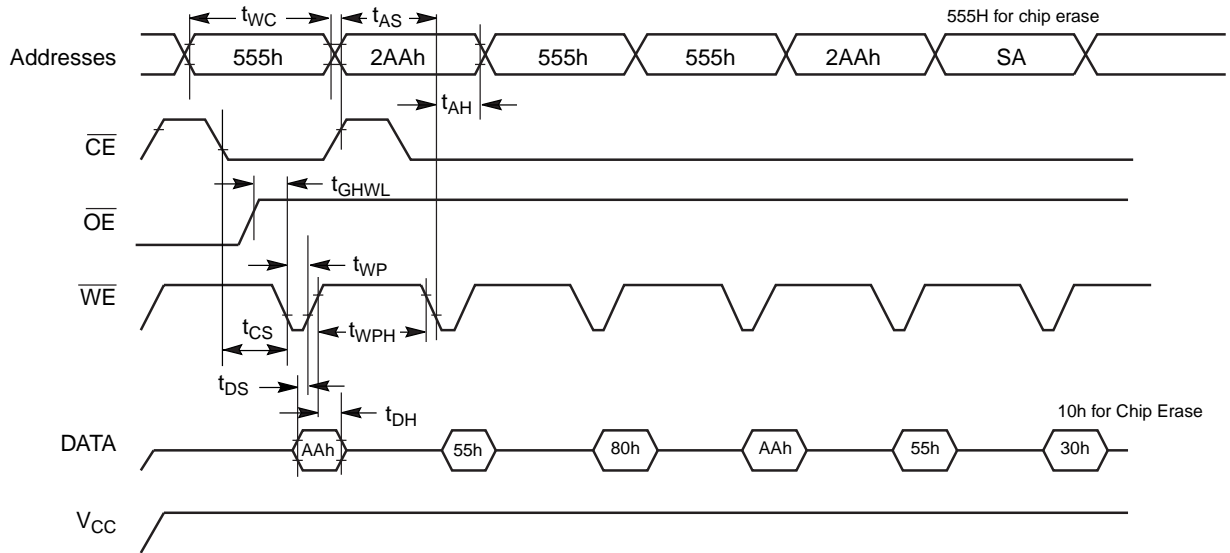 tWC tAS 555H for chip erase
Addresses 555h 2AAh 555h 555h 2AAh SA
tAH
CE
tGHWL
OE
tWP
WE
tCS tWPH
tDS
tDH 10h for Chip Erase
DATA AAh 55h 80h AAh 55h 30h
VCC